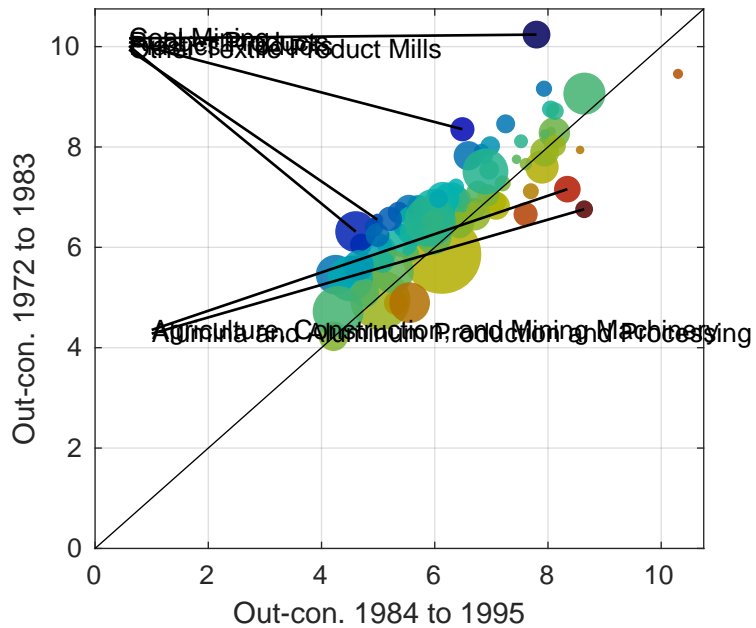 Coal Mining
Other Textile Product Mills
10
8
Out-con. 1972 to 1983
6
Agriculture, Construction, and Mining Machinery
Alumina and Aluminum Production and Processing
4
2
0
0 2 4 6 8 10
Out-con. 1984 to 1995